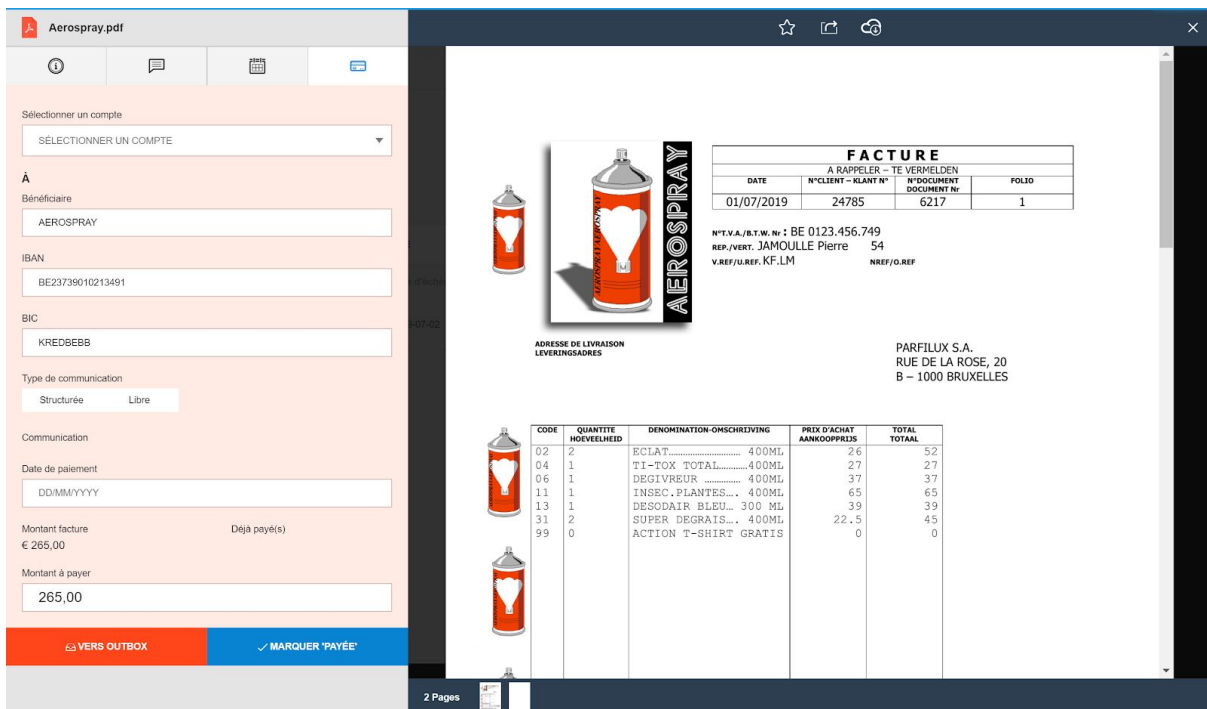 Aerospray.pdf
Sélectionner un compte
SÉLECTIONNER UN COMPTE
À
Bénéficiaire
AEROSPRAY
IBAN
BE23739010213491
BIC
KREDBEBB
Type de communication
Structurée Libre
Communication
Date de paiement
DD/MM/YYYY
Montant facture Déjà payé(s)
€ 265,00
Montant à payer
265,00
VERS OUTBOX MARQUER 'PAYÉE'
AEROSPRAY
AEROSPRAY
FACTURE
A RAPPELER – TE VERMELDEN
DATE N°CLIENT – KLANT N° N°DOCUMENT FOLIO
DOCUMENT Nr
01/07/2019 24785 6217 1
N°T.V.A./B.T.W. Nr : BE 0123.456.749
REP./VERT. JAMOULLE Pierre 54
V.REF/U.REF. KF.LM NREF/O.REF
ADRESSE DE LIVRAISON
LEVERINGSADRES
PARFILUX S.A.
RUE DE LA ROSE, 20
B – 1000 BRUXELLES
CODE QUANTITE DENOMINATION-OMSCHRIJVING PRIX D'ACHAT TOTAL
HOEVEELHEID AANKOOPPRIJS TOTAAL
02 2 ECLAT………………………… 400ML 26 52
04 1 TI-TOX TOTAL…………400ML 27 27
06 1 DEGIVREUR …………… 400ML 37 37
11 1 INSEC.PLANTES…. 400ML 65 65
13 1 DESODAIR BLEU… 300 ML 39 39
31 2 SUPER DEGRAIS…. 400ML 22.5 45
99 0 ACTION T-SHIRT GRATIS 0 0
2 Pages